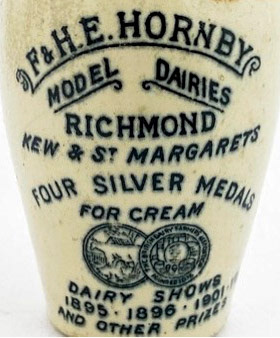 F & H.E. HORNBY
MODEL DAIRIES
RICHMOND
KEW & ST MARGARETS
FOUR SILVER MEDALS
FOR CREAM
DAIRY SHOWS
1895 · 1896 · 1901 ·
AND OTHER PRIZES